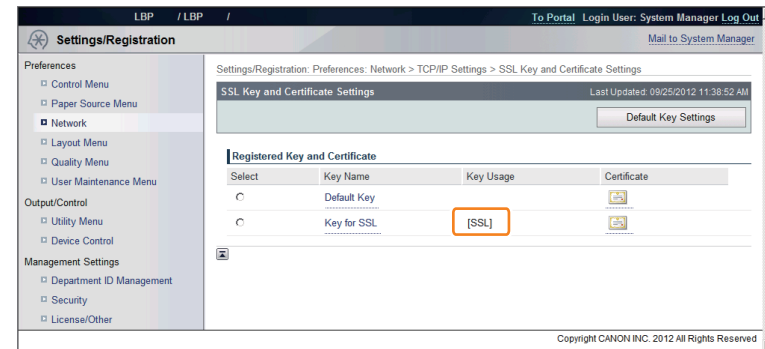 LBP / LBP /
To Portal Login User: System Manager Log Out
Settings/Registration
Mail to System Manager
Preferences
Control Menu
Paper Source Menu
Network
Layout Menu
Quality Menu
User Maintenance Menu
Output/Control
Utility Menu
Device Control
Management Settings
Department ID Management
Security
License/Other
Settings/Registration: Preferences: Network > TCP/IP Settings > SSL Key and Certificate Settings
SSL Key and Certificate Settings
Last Updated: 09/25/2012 11:38:52 AM
Default Key Settings
Registered Key and Certificate
Select Key Name Key Usage Certificate
Default Key
Key for SSL [SSL]
Copyright CANON INC. 2012 All Rights Reserved